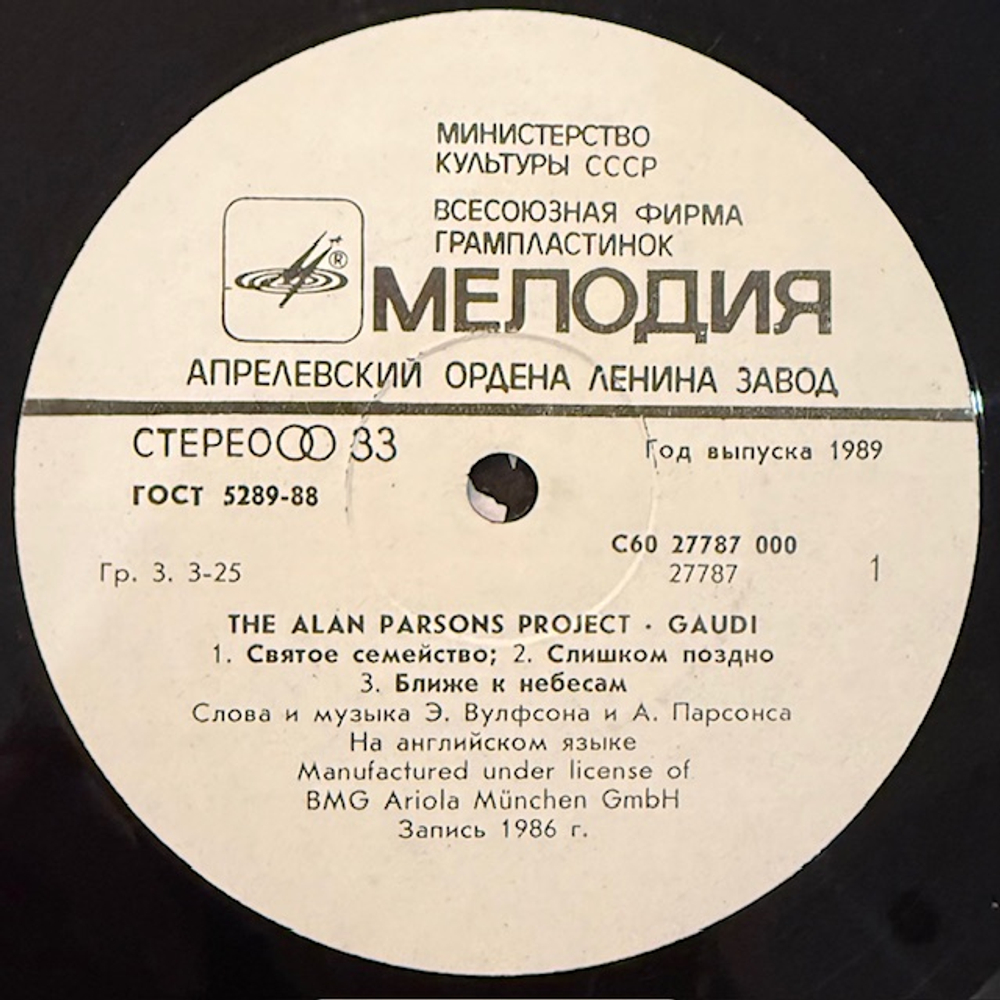 МИНИСТЕРСТВО
КУЛЬТУРЫ СССР
ВСЕСОЮЗНАЯ ФИРМА
ГРАМПЛАСТИНОК
®
МЕЛОДИЯ
АПРЕЛЕВСКИЙ ОРДЕНА ЛЕНИНА ЗАВОД
СТЕРЕО 33
Год выпуска 1989
ГОСТ 5289-88
С60 27787 000
Гр. 3. 3-25
27787
1
THE ALAN PARSONS PROJECT · GAUDI
1. Святое семейство; 2. Слишком поздно
3. Ближе к небесам
Слова и музыка Э. Вулфсона и А. Парсонса
На английском языке
Manufactured under license of
BMG Ariola München GmbH
Запись 1986 г.